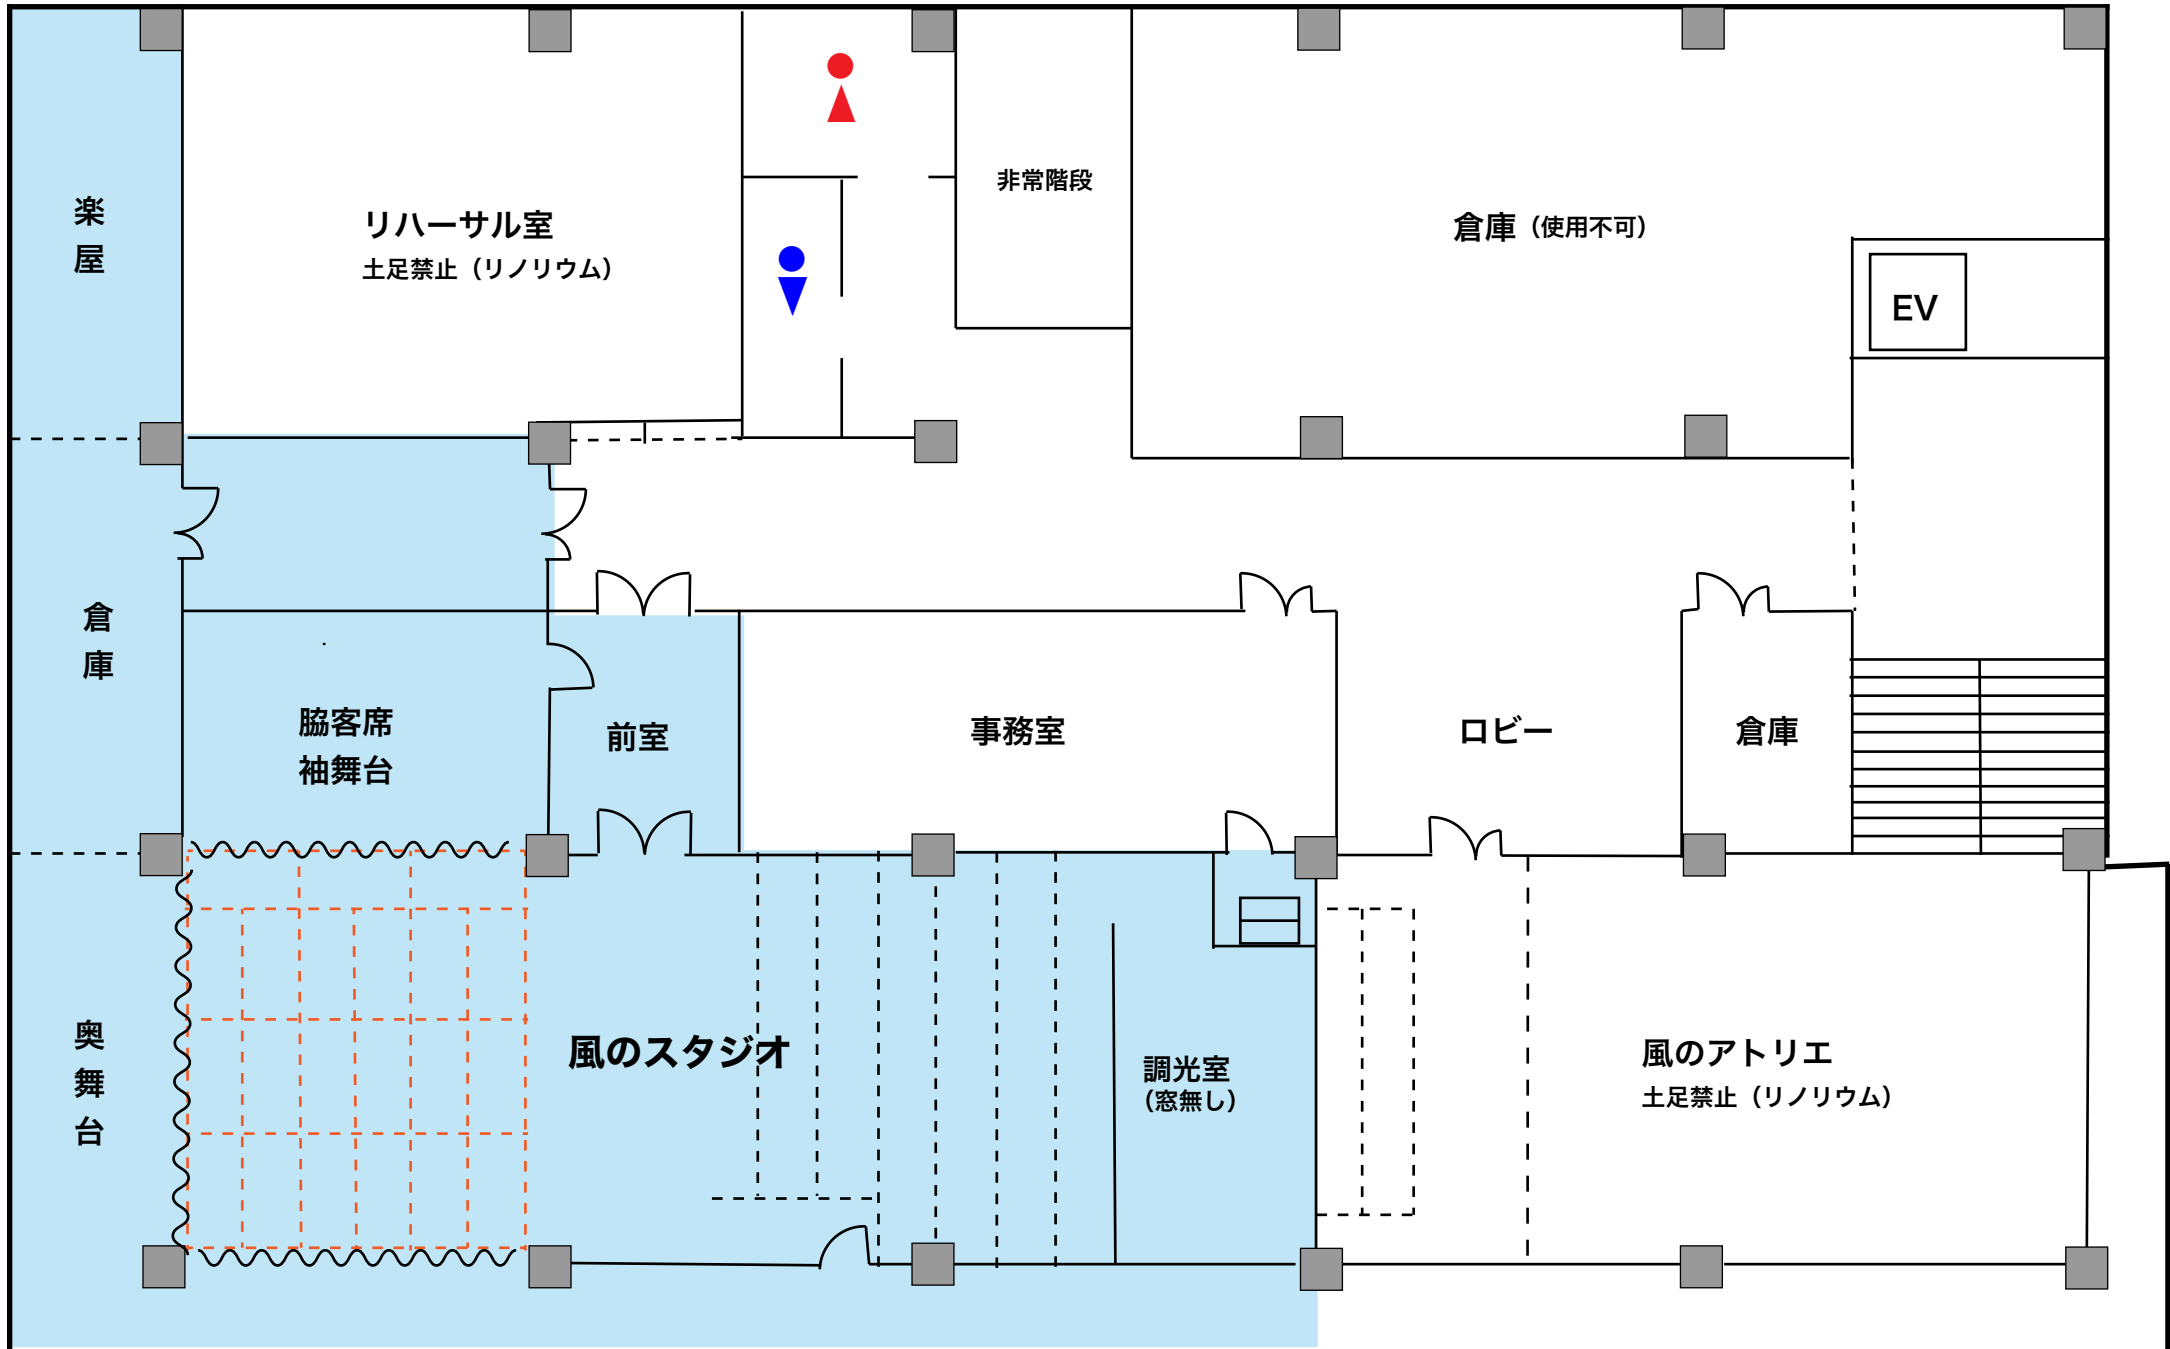 楽屋
リハーサル室
土足禁止（リノリウム）
非常階段
倉庫（使用不可）
EV
倉庫
脇客席
袖舞台
前室
事務室
ロビー
倉庫
奥舞台
風のスタジオ
調光室
（窓無し）
風のアトリエ
土足禁止（リノリウム）